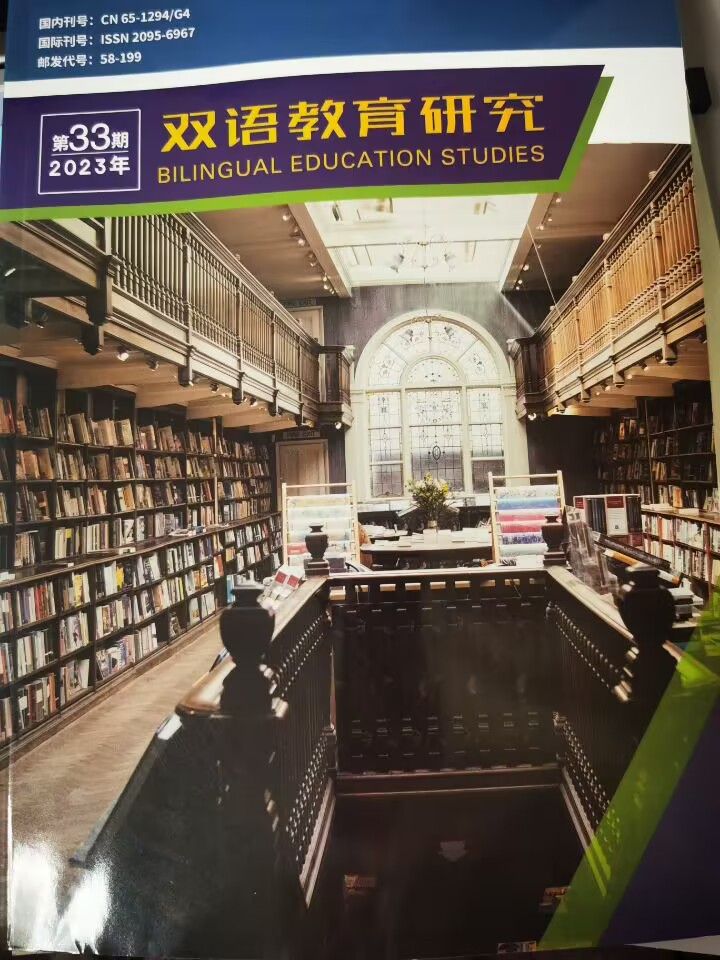 国内刊号：CN 65-1294/G4
国际刊号：ISSN 2095-6967
邮发代号：58-199
第33期
2023年
双语教育研究
BILINGUAL EDUCATION STUDIES